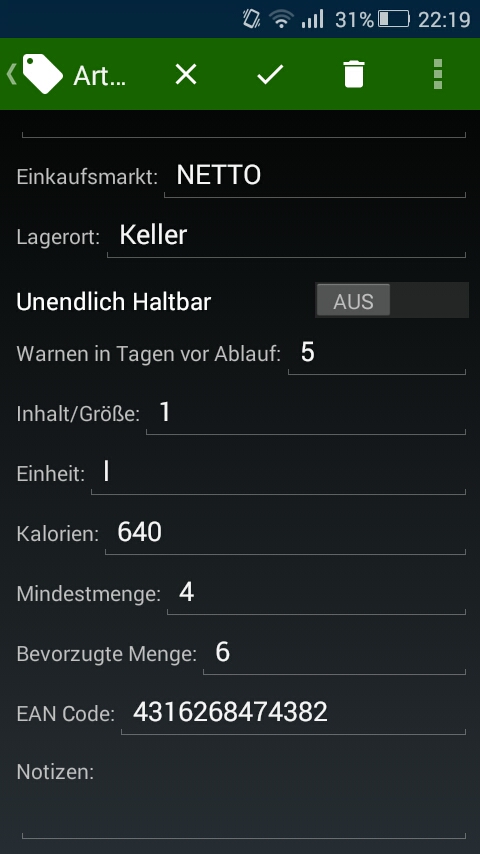 31% 22:19
Art...
Einkaufsmarkt: NETTO
Lagerort: Keller
Unendlich Haltbar AUS
Warnen in Tagen vor Ablauf: 5
Inhalt/Größe: 1
Einheit: l
Kalorien: 640
Mindestmenge: 4
Bevorzugte Menge: 6
EAN Code: 4316268474382
Notizen: